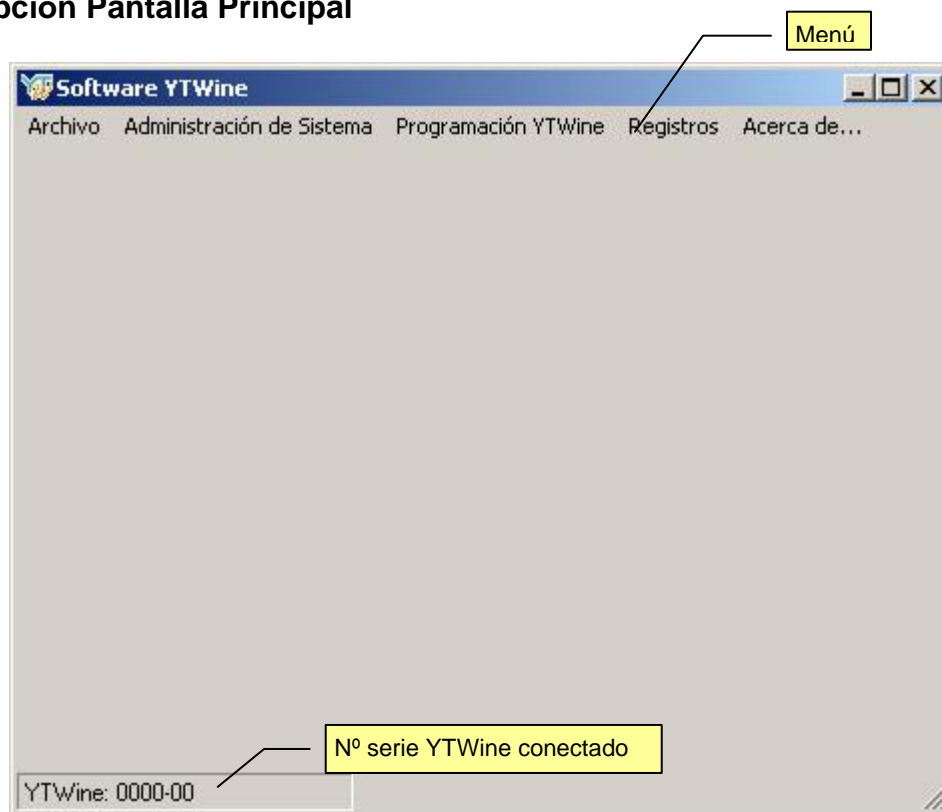 pción Pantalla Principal
Menú
Software YTWine
Archivo Administración de Sistema Programación YTWine Registros Acerca de...
Nº serie YTWine conectado
YTWine: 0000-00